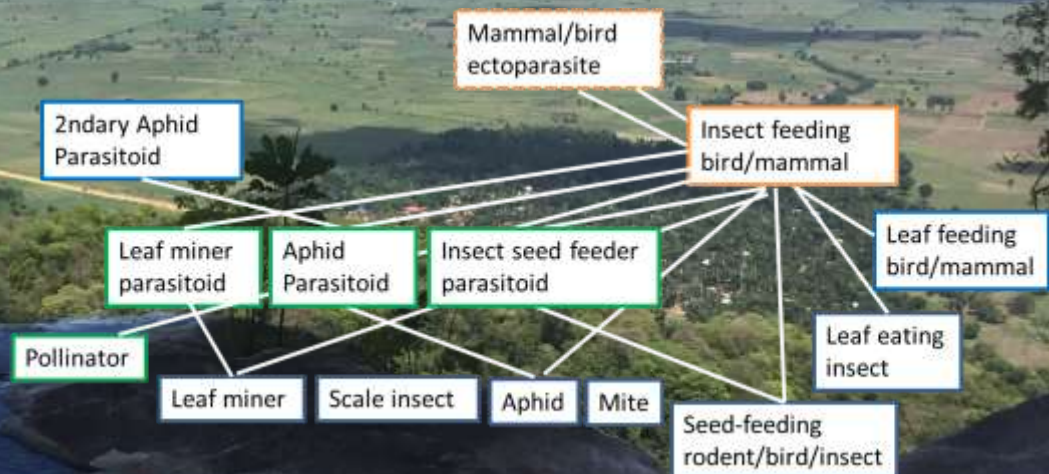 Mammal/bird
ectoparasite
2ndary Aphid
Parasitoid
Insect feeding
bird/mammal
Leaf miner
parasitoid
Aphid
Parasitoid
Insect seed feeder
parasitoid
Leaf feeding
bird/mammal
Pollinator
Leaf eating
insect
Leaf miner
Scale insect
Aphid
Mite
Seed-feeding
rodent/bird/insect